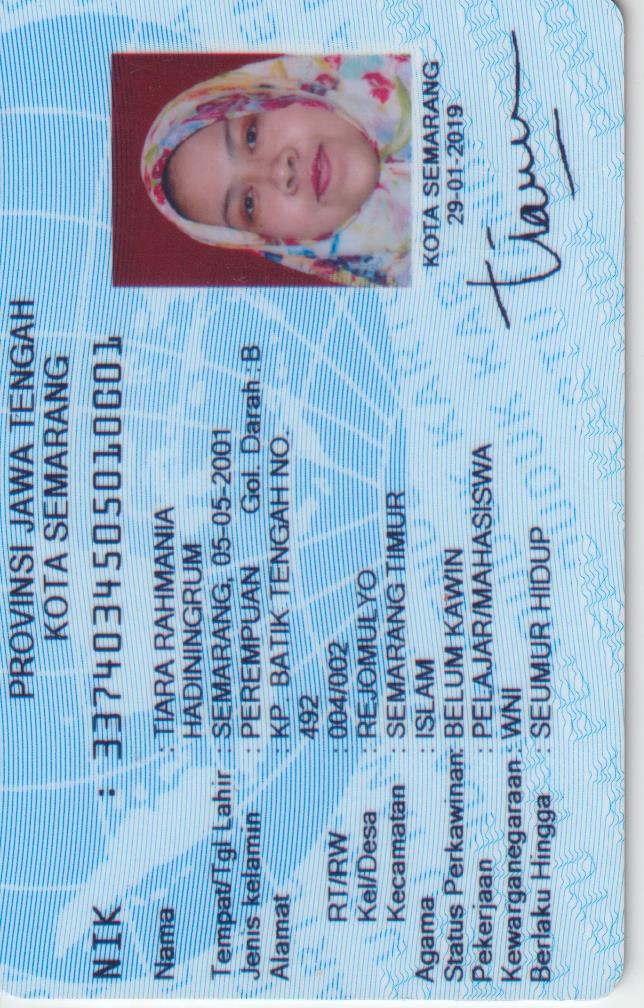 PROVINSI JAWA TENGAH
KOTA SEMARANG
NIK : 3374034505010001
Nama : TIARA RAHMANIA
HADININGRUM
Tempat/Tgl Lahir : SEMARANG, 05-05-2001
Jenis kelamin : PEREMPUAN Gol. Darah : B
Alamat : KP. BATIK TENGAH NO.
492
RT/RW : 004/002
Kel/Desa : REJOMULYO
Kecamatan : SEMARANG TIMUR
Agama : ISLAM
Status Perkawinan: BELUM KAWIN
Pekerjaan : PELAJAR/MAHASISWA
Kewarganegaraan : WNI
Berlaku Hingga : SEUMUR HIDUP
KOTA SEMARANG
29-01-2019